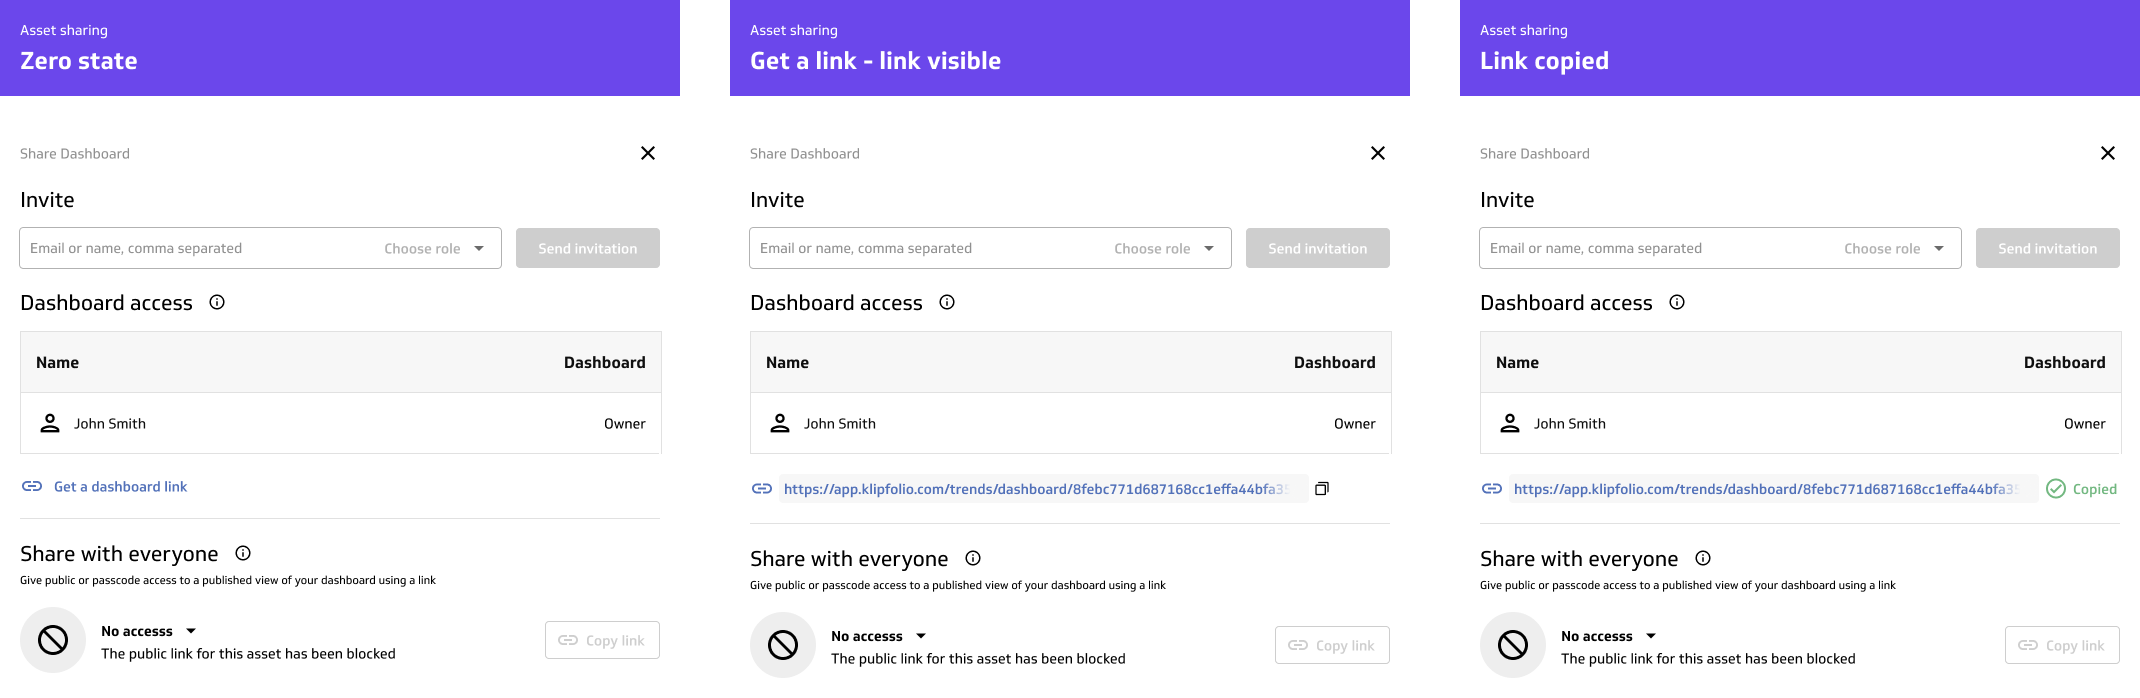 Asset sharing
Zero state
Share Dashboard
Invite
Email or name, comma separated Choose role Send invitation
Dashboard access
Name Dashboard
John Smith Owner
Get a dashboard link
Share with everyone
Give public or passcode access to a published view of your dashboard using a link
No accesss
The public link for this asset has been blocked
Copy link
Asset sharing
Get a link - link visible
Share Dashboard
Invite
Email or name, comma separated Choose role Send invitation
Dashboard access
Name Dashboard
John Smith Owner
https://app.klipfolio.com/trends/dashboard/8febc771d687168cc1effa44bfa35
Share with everyone
Give public or passcode access to a published view of your dashboard using a link
No accesss
The public link for this asset has been blocked
Copy link
Asset sharing
Link copied
Share Dashboard
Invite
Email or name, comma separated Choose role Send invitation
Dashboard access
Name Dashboard
John Smith Owner
https://app.klipfolio.com/trends/dashboard/8febc771d687168cc1effa44bfa35 Copied
Share with everyone
Give public or passcode access to a published view of your dashboard using a link
No accesss
The public link for this asset has been blocked
Copy link